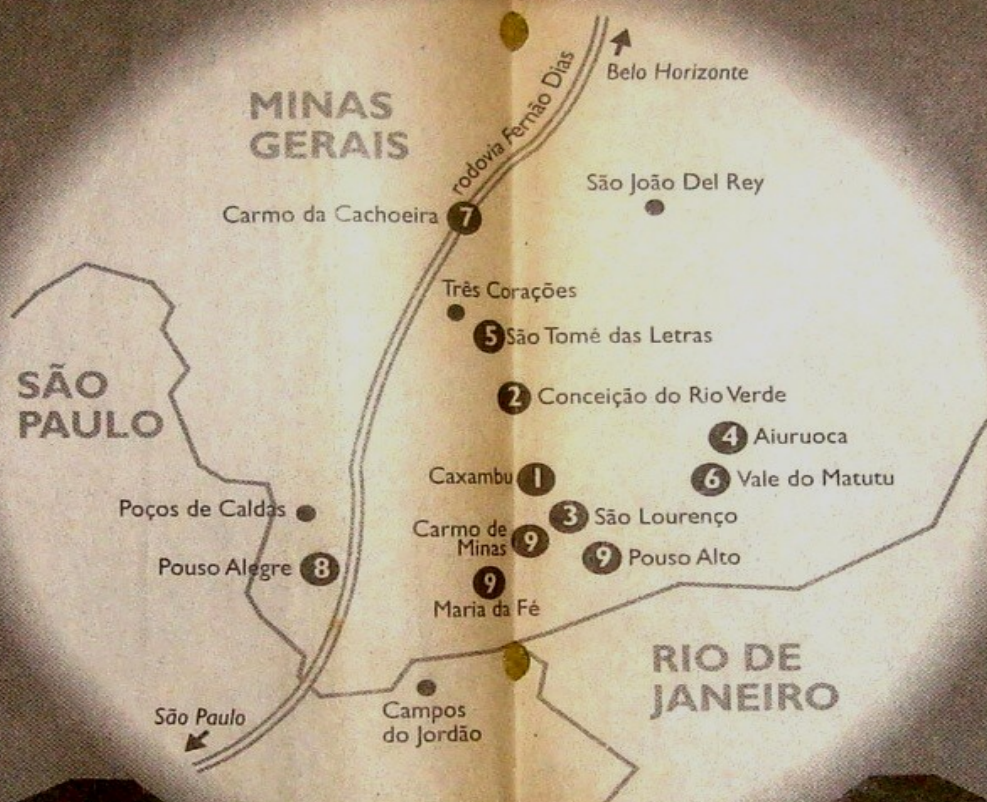 Belo Horizonte
rodovia Fernão Dias
MINAS
GERAIS
São João Del Rey
Carmo da Cachoeira 7
Três Corações
5 São Tomé das Letras
SÃO
PAULO
2 Conceição do Rio Verde
4 Aiuruoca
Caxambu 1
6 Vale do Matutu
Poços de Caldas
3 São Lourenço
Carmo de
Minas 9
9 Pouso Alto
Pouso Alegre 8
9
Maria da Fé
RIO DE
JANEIRO
São Paulo
Campos
do Jordão